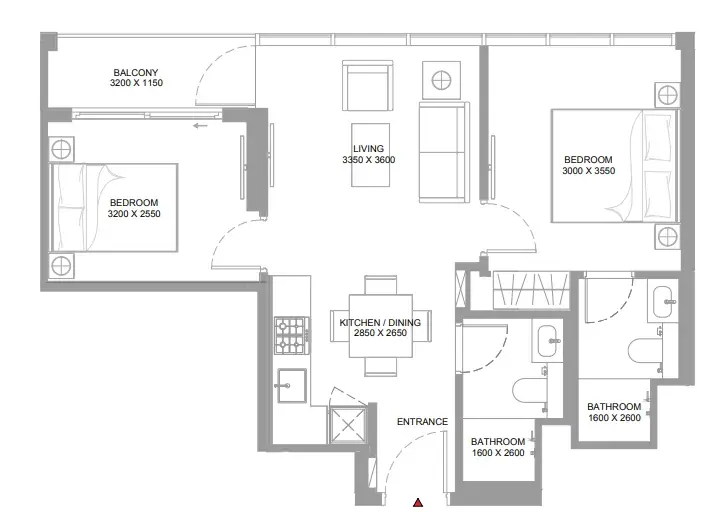 BALCONY
3200 X 1150
LIVING
3350 X 3600
BEDROOM
3000 X 3550
BEDROOM
3200 X 2550
KITCHEN / DINING
2850 X 2650
ENTRANCE
BATHROOM
1600 X 2600
BATHROOM
1600 X 2600